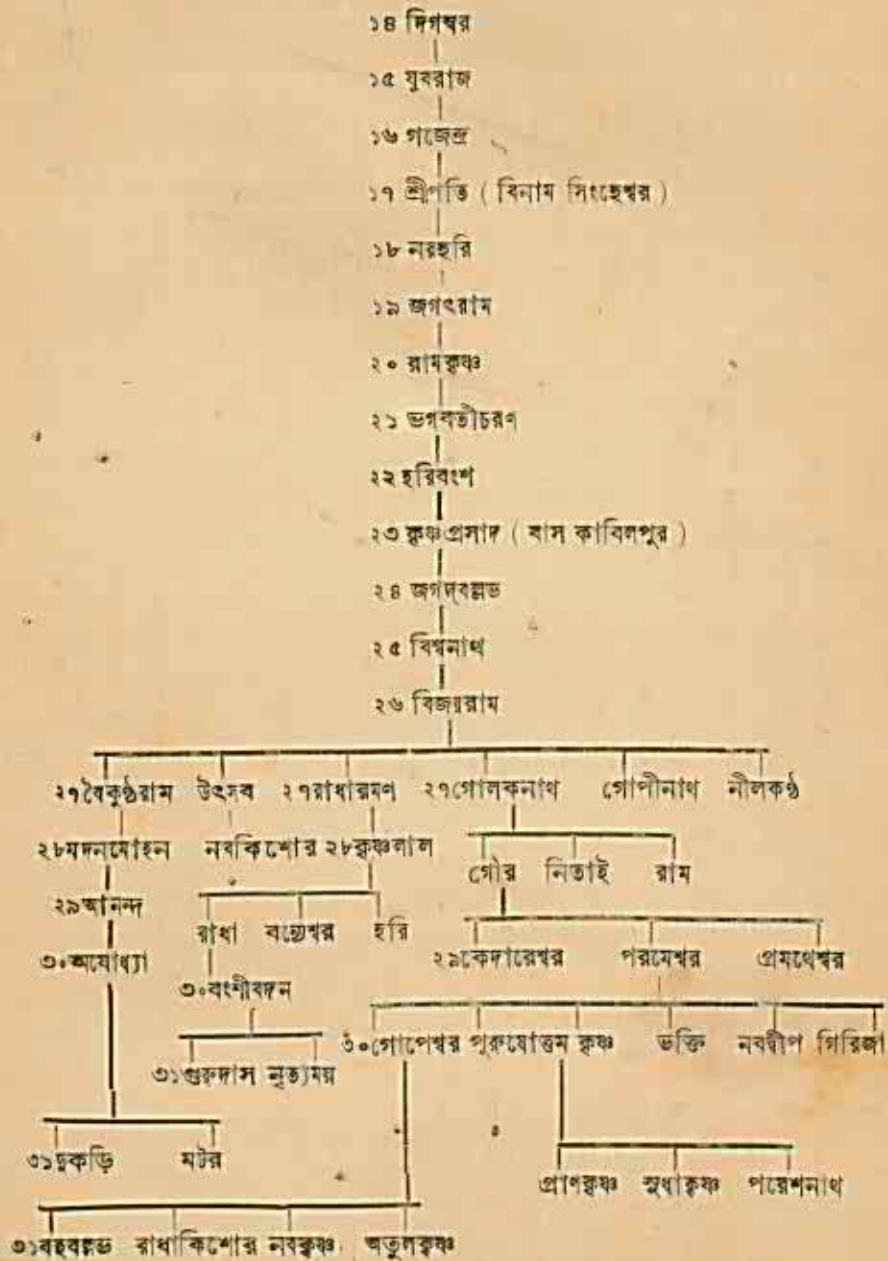 ১৪ দিগম্বর
১৫ যুবরাজ
১৬ গজেন্দ্র
১৭ শ্রীপতি ( বিনাম সিংহেশ্বর )
১৮ নরহরি
১৯ জগৎরাম
২০ রামকৃষ্ণ
২১ ভগবতীচরণ
২২ হরিবংশ
২৩ কৃষ্ণপ্রসাদ ( বাস কাবিলপুর )
২৪ জগদ্‌বল্লভ
২৫ বিশ্বনাথ
২৬ বিজয়রাম
২৭বৈকুণ্ঠরাম উৎসব ২৭রাধারমণ ২৭গোলকনাথ গোপীনাথ নীলকণ্ঠ
২৮মদনমোহন নবকিশোর ২৮কৃষ্ণলাল
গৌর নিতাই রাম
২৯আনন্দ
রাধা হরি
৩০অযোধ্যা ২৯কেদারেশ্বর পরমেশ্বর প্রমথেশ্বর
৩০বংশীবদন
৩০গোপেশ্বর পুরুষোত্তম কৃষ্ণ ভক্তি নবদ্বীপ গিরিজা
৩১গুরুদাস নৃত্যময়
৩১দুকড়ি মটর
প্রাণকৃষ্ণ সুধাকৃষ্ণ পরেশনাথ
৩১বহুবল্লভ রাধাকিশোর নবকৃষ্ণ অতুলকৃষ্ণ